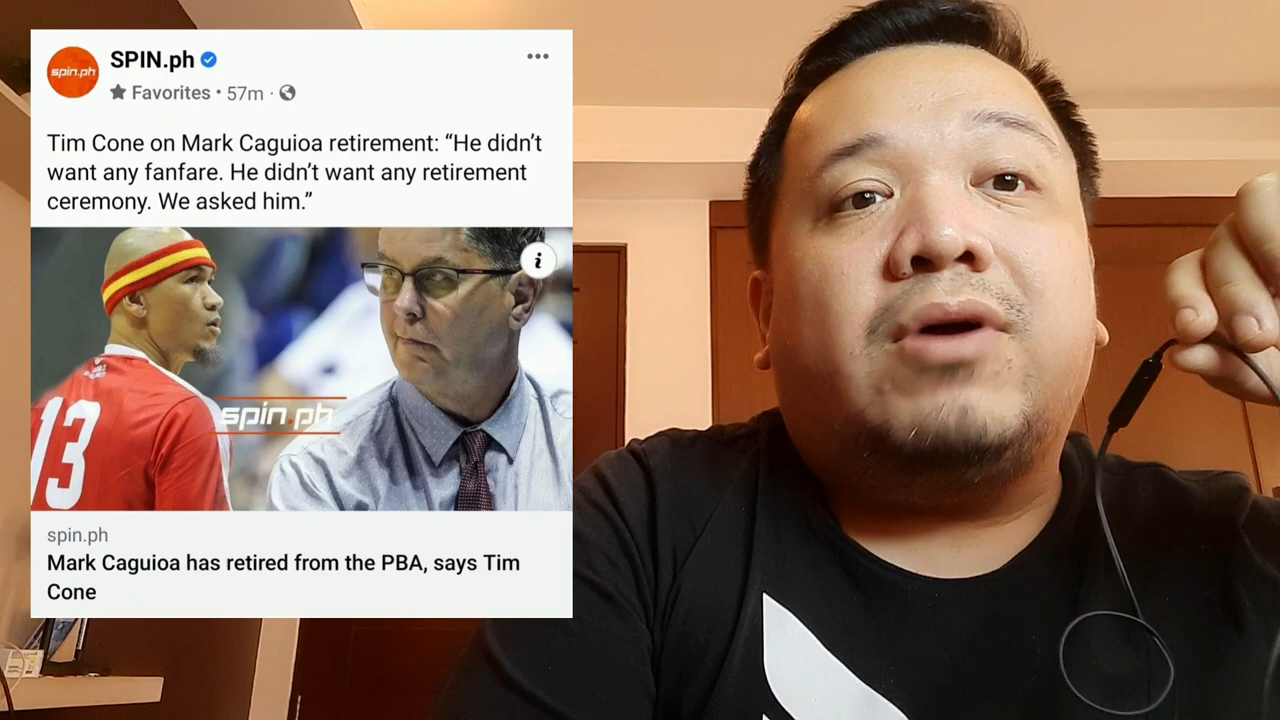 SPIN.ph
spin.ph
Favorites • 57m ·
Tim Cone on Mark Caguioa retirement: “He didn’t
want any fanfare. He didn’t want any retirement
ceremony. We asked him.”
i
13
spin.ph
spin.ph
Mark Caguioa has retired from the PBA, says Tim
Cone